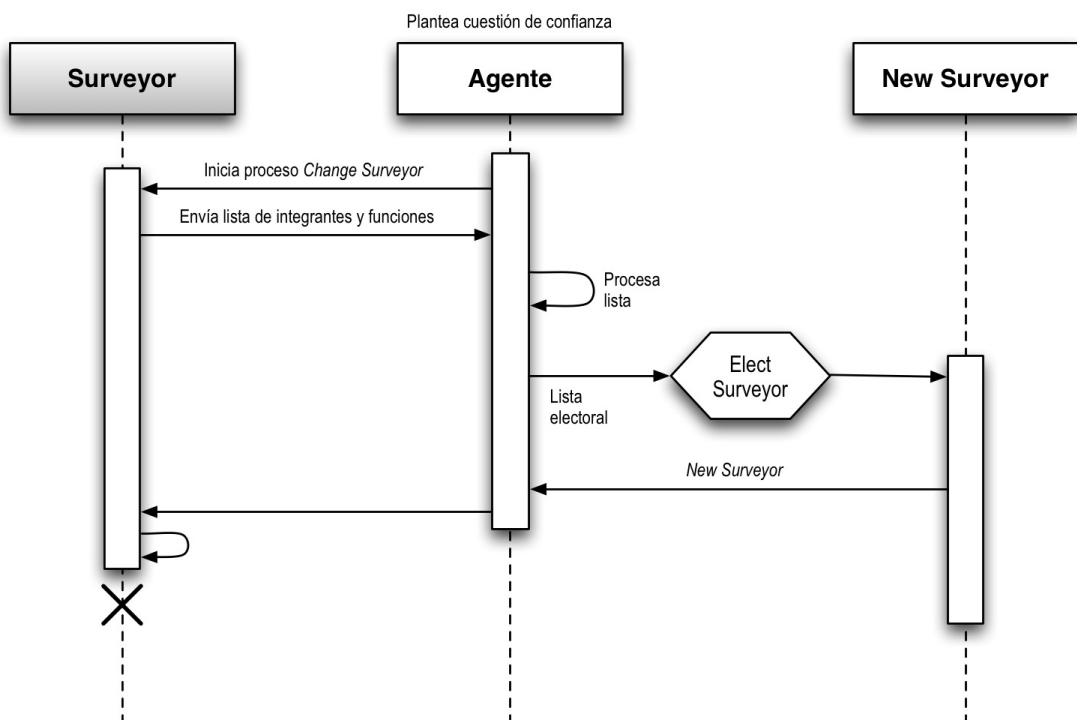 Plantea cuestión de confianza
Surveyor
Agente
New Surveyor
Inicia proceso Change Surveyor
Envía lista de integrantes y funciones
Procesa
lista
Elect
Surveyor
Lista
electoral
New Surveyor